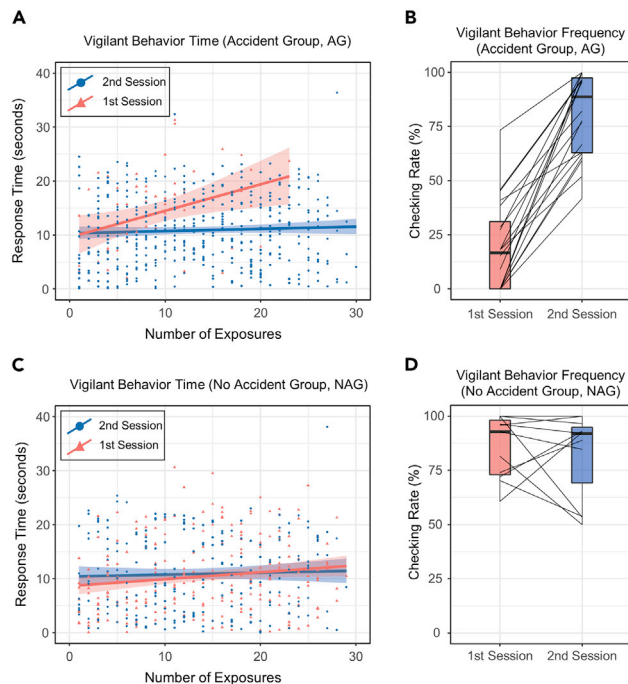 A
Vigilant Behavior Time (Accident Group, AG)
40
30
20
10
0
Response Time (seconds)
2nd Session
1st Session
0
10
20
30
Number of Exposures
B
Vigilant Behavior Frequency
(Accident Group, AG)
100
75
50
25
0
Checking Rate (%)
1st Session
2nd Session
C
Vigilant Behavior Time (No Accident Group, NAG)
40
30
20
10
0
Response Time (seconds)
2nd Session
1st Session
0
10
20
30
Number of Exposures
D
Vigilant Behavior Frequency
(No Accident Group, NAG)
100
75
50
25
0
Checking Rate (%)
1st Session
2nd Session